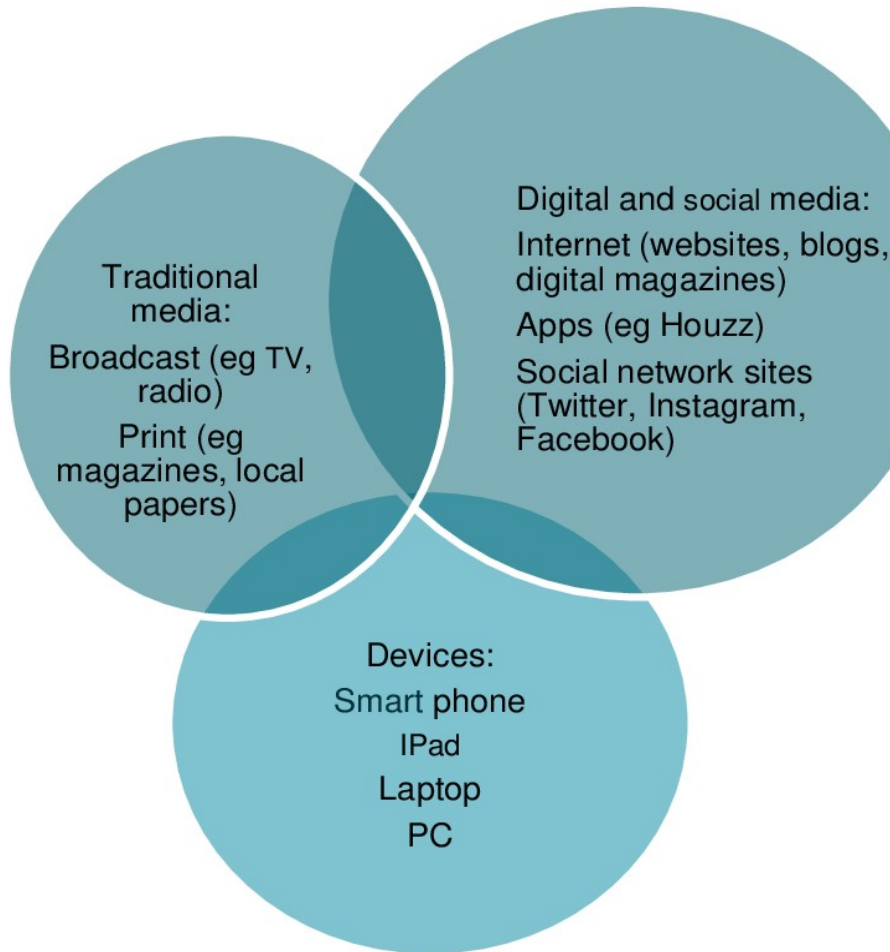 Traditional
media:
Broadcast (eg TV,
radio)
Print (eg
magazines, local
papers)
Digital and social media:
Internet (websites, blogs,
digital magazines)
Apps (eg Houzz)
Social network sites
(Twitter, Instagram,
Facebook)
Devices:
Smart phone
IPad
Laptop
PC